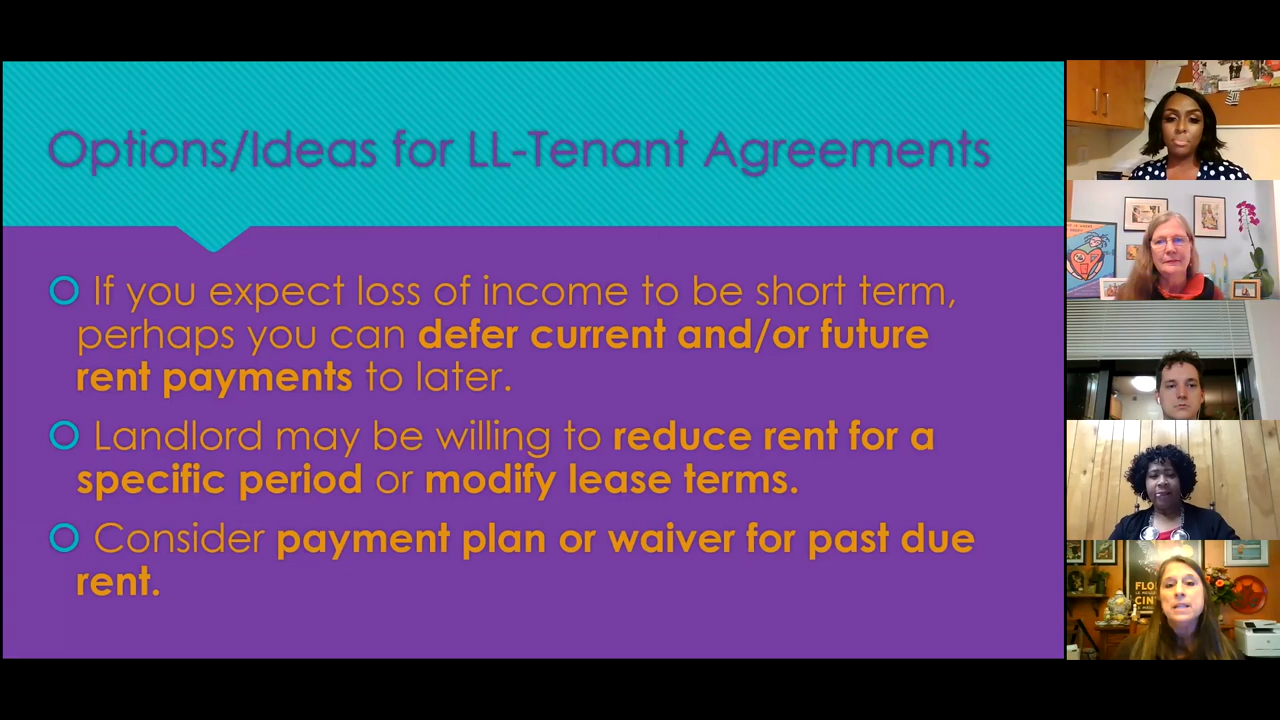 Options/Ideas for LL-Tenant Agreements
If you expect loss of income to be short term,
perhaps you can defer current and/or future
rent payments to later.
Landlord may be willing to reduce rent for a
specific period or modify lease terms.
Consider payment plan or waiver for past due
rent.
FLO
CIN